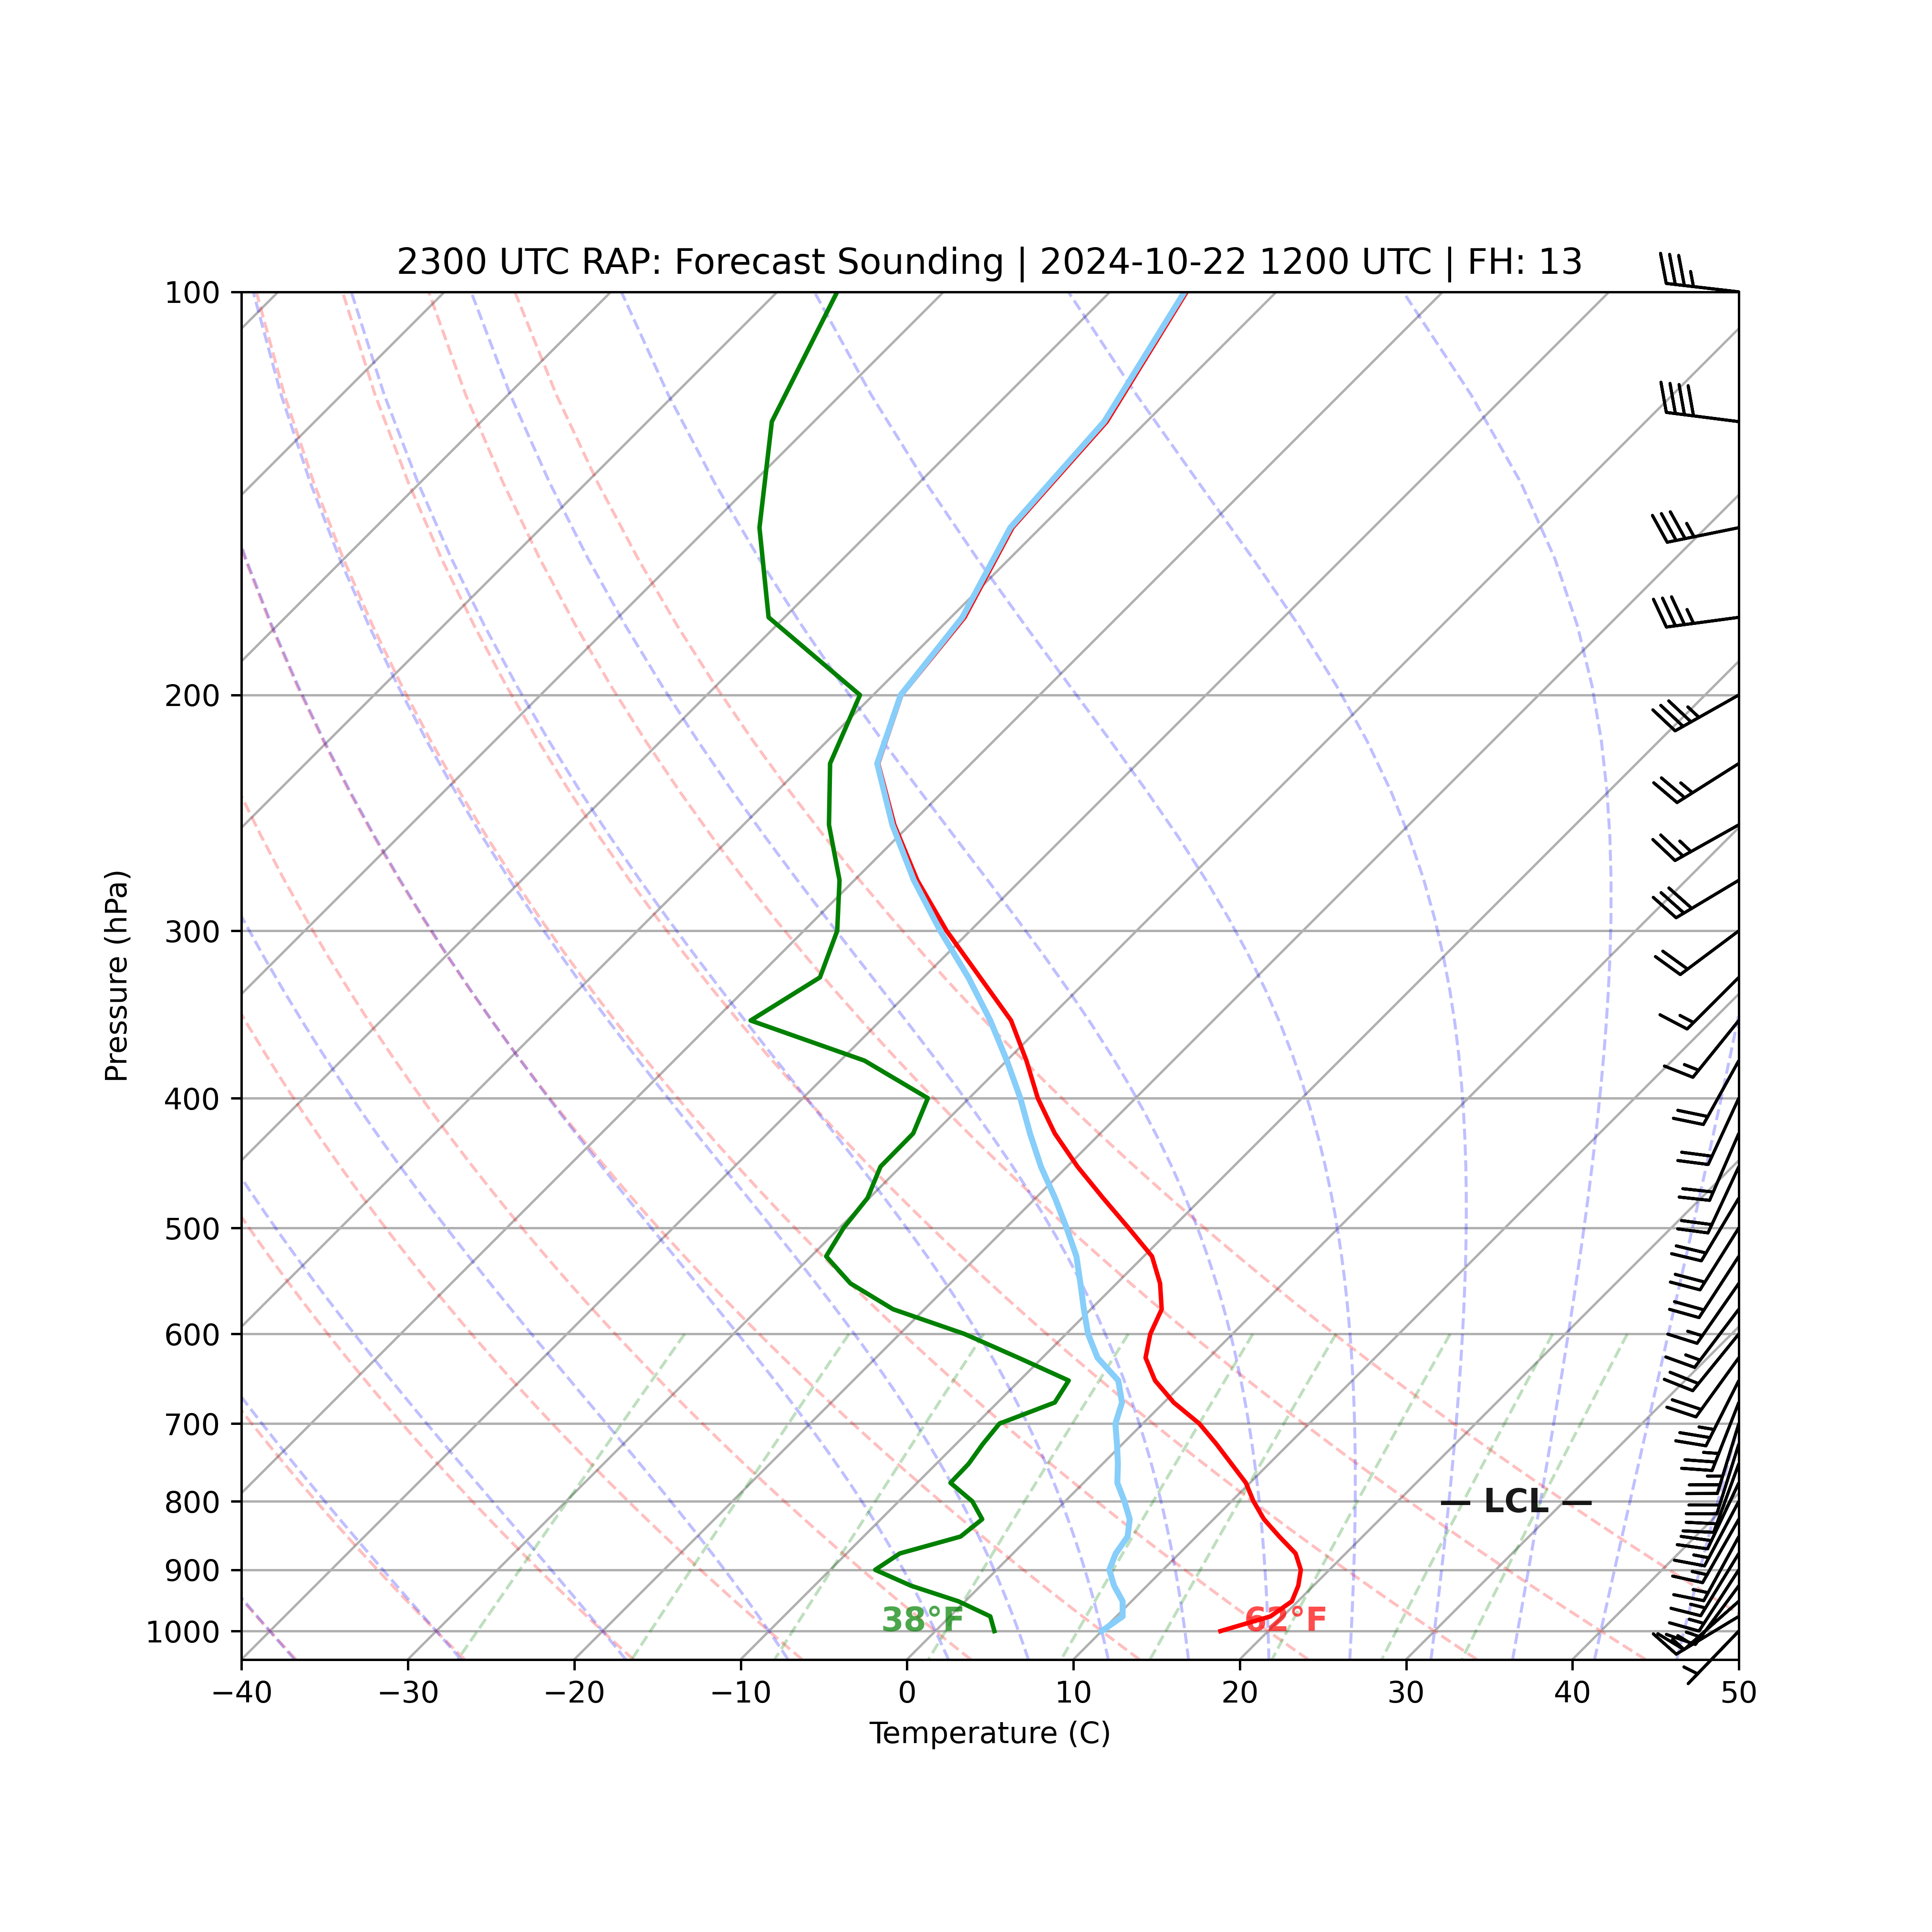 2300 UTC RAP: Forecast Sounding | 2024-10-22 1200 UTC | FH: 13
100
200
300
400
500
600
700
800
900
1000
Pressure (hPa)
— LCL —
38°F
62°F
−40 −30 −20 −10 0 10 20 30 40 50
Temperature (C)